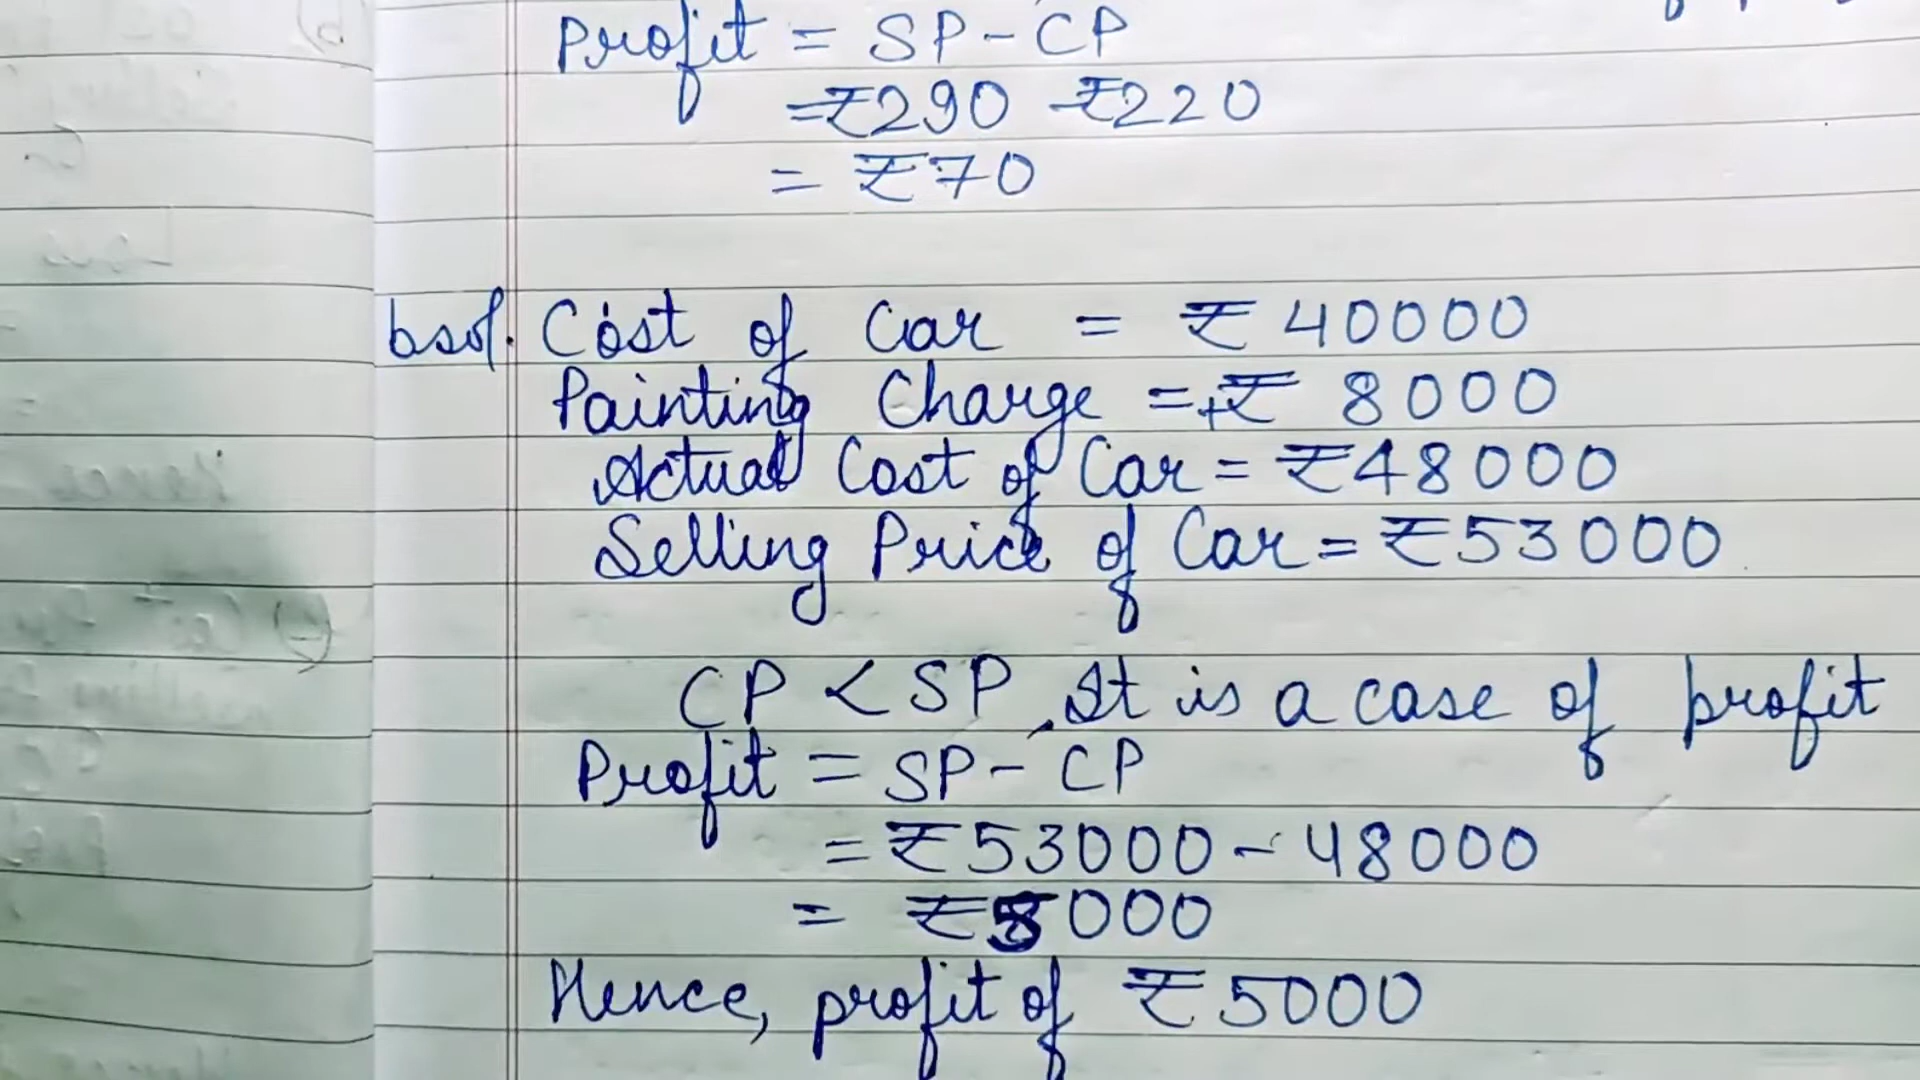 Profit = SP - CP
= ₹290 - ₹220
= ₹70
bsol. Cost of Car = ₹ 40000
Painting Charge = +₹ 8000
Actual Cost of Car = ₹48000
Selling Price of Car = ₹53000
CP < SP, It is a case of profit
Profit = SP - CP
= ₹53000 - 48000
= ₹5000
Hence, profit of ₹5000